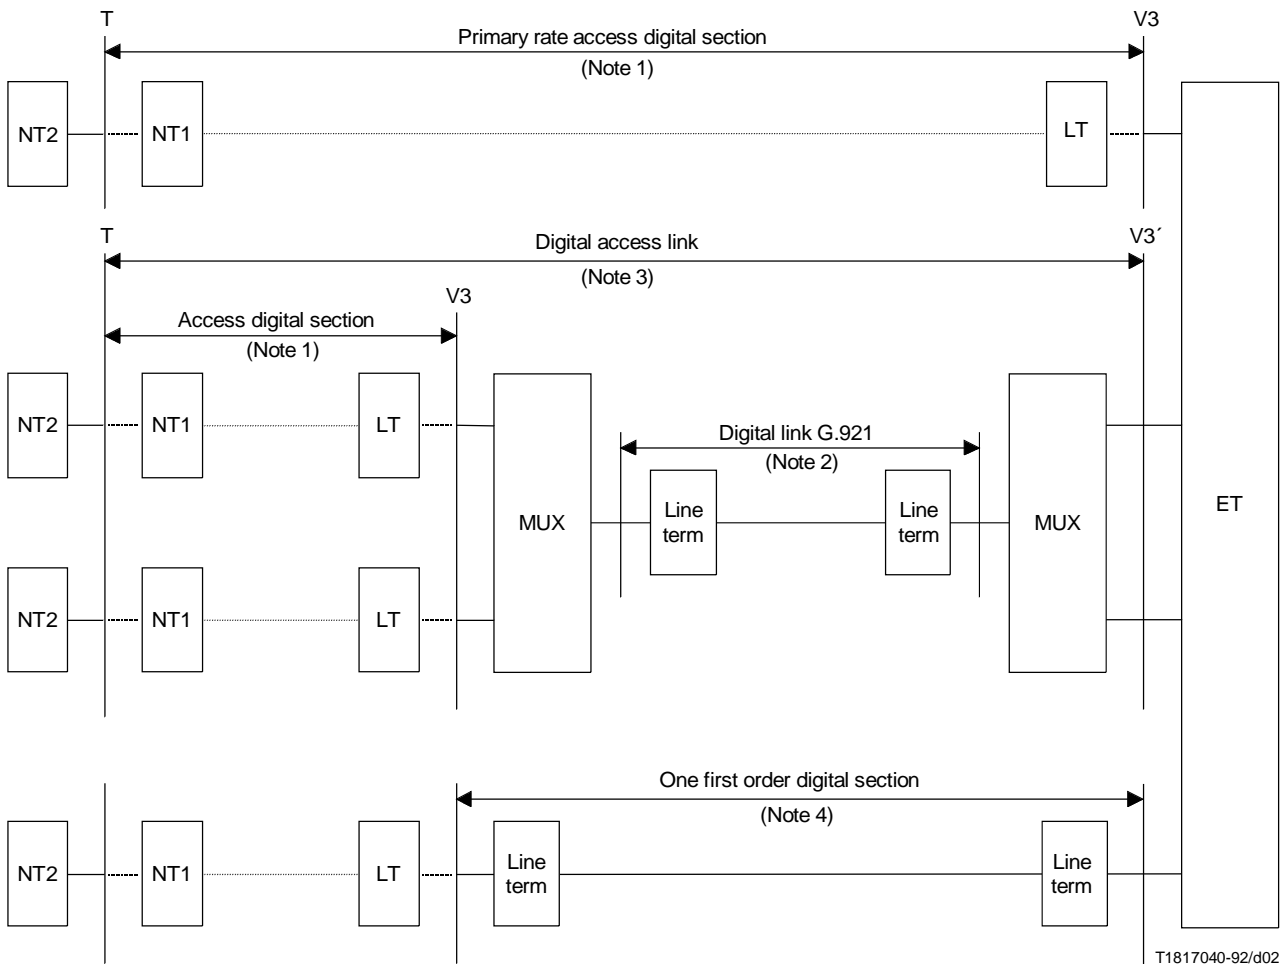 T
V3
Primary rate access digital section
(Note 1)
NT2
NT1
LT
T
V3´
Digital access link
(Note 3)
V3
Access digital section
(Note 1)
NT2
NT1
LT
Digital link G.921
(Note 2)
MUX
Line
term
Line
term
MUX
ET
NT2
NT1
LT
One first order digital section
(Note 4)
NT2
NT1
LT
Line
term
Line
term
T1817040-92/d02